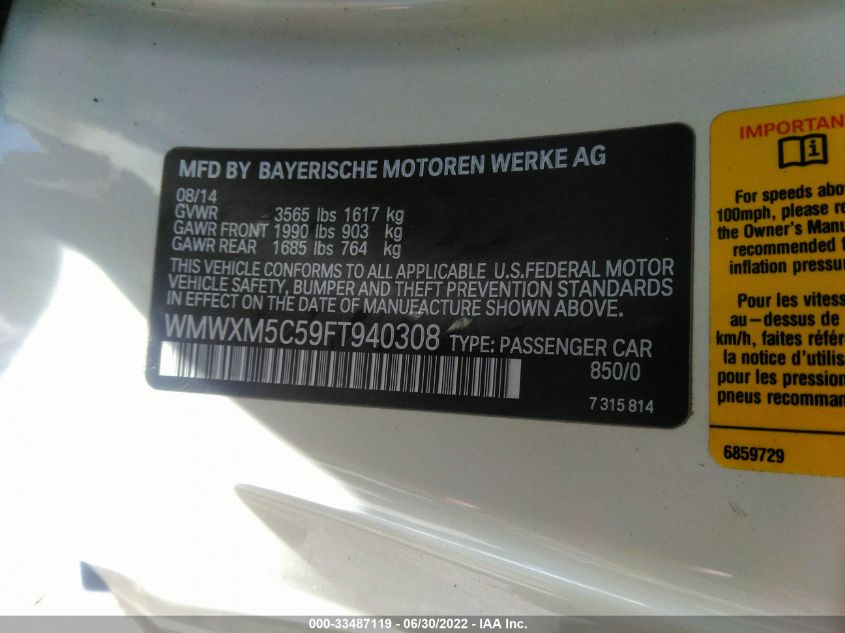 MFD BY BAYERISCHE MOTOREN WERKE AG
08/14
GVWR 3565 lbs 1617 kg
GAWR FRONT 1990 lbs 903 kg
GAWR REAR 1685 lbs 764 kg
THIS VEHICLE CONFORMS TO ALL APPLICABLE U.S.FEDERAL MOTOR
VEHICLE SAFETY, BUMPER AND THEFT PREVENTION STANDARDS
IN EFFECT ON THE DATE OF MANUFACTURE SHOWN ABOVE.
WMWXM5C59FT940308 TYPE: PASSENGER CAR
850/0
7 315 814
IMPORTAN
i
For speeds abo
100mph, please re
the Owner's Manu
recommended f
inflation pressur
Pour les vitess
au–dessus de
km/h, faites référ
la notice d'utilis
pour les pression
pneus recomman
6859729
000-33487119 - 06/30/2022 - IAA Inc.